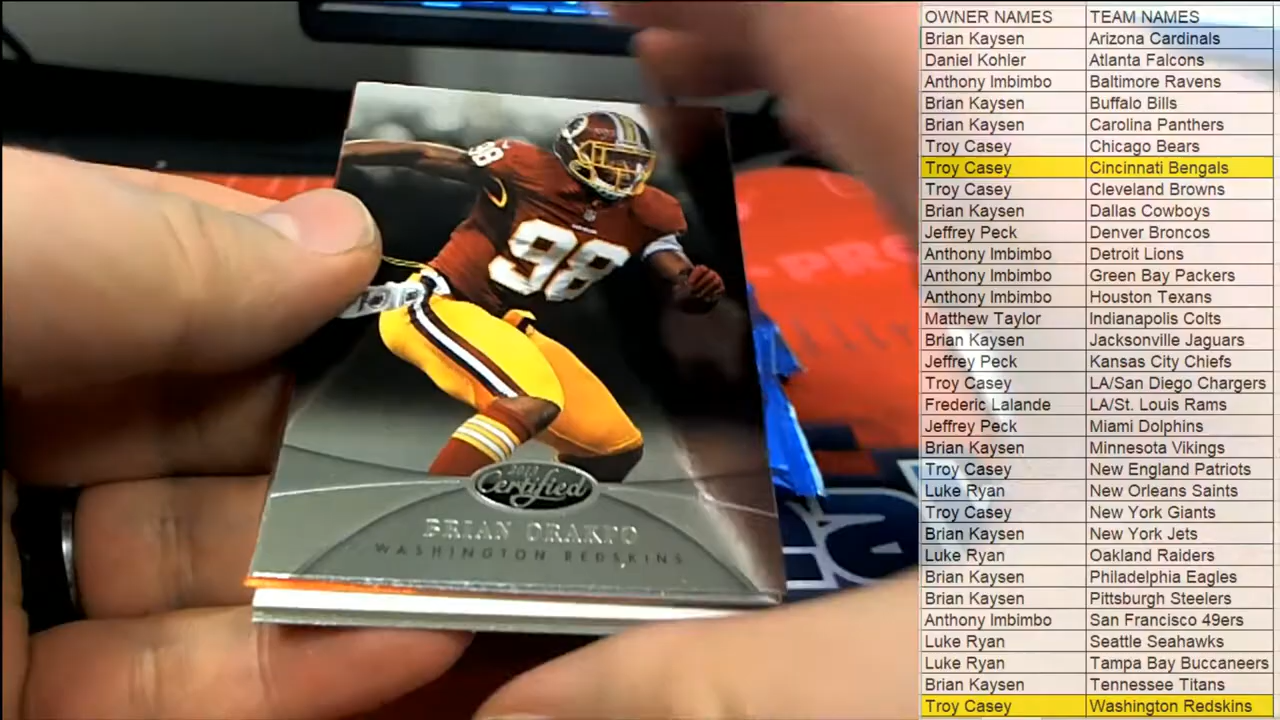 98
98
2013
Certified
BRIAN ORAKPO
WASHINGTON REDSKINS
PRO
OWNER NAMES TEAM NAMES
Brian Kaysen Arizona Cardinals
Daniel Kohler Atlanta Falcons
Anthony Imbimbo Baltimore Ravens
Brian Kaysen Buffalo Bills
Brian Kaysen Carolina Panthers
Troy Casey Chicago Bears
Troy Casey Cincinnati Bengals
Troy Casey Cleveland Browns
Brian Kaysen Dallas Cowboys
Jeffrey Peck Denver Broncos
Anthony Imbimbo Detroit Lions
Anthony Imbimbo Green Bay Packers
Anthony Imbimbo Houston Texans
Matthew Taylor Indianapolis Colts
Brian Kaysen Jacksonville Jaguars
Jeffrey Peck Kansas City Chiefs
Troy Casey LA/San Diego Chargers
Frederic Lalande LA/St. Louis Rams
Jeffrey Peck Miami Dolphins
Brian Kaysen Minnesota Vikings
Troy Casey New England Patriots
Luke Ryan New Orleans Saints
Troy Casey New York Giants
Brian Kaysen New York Jets
Luke Ryan Oakland Raiders
Brian Kaysen Philadelphia Eagles
Brian Kaysen Pittsburgh Steelers
Anthony Imbimbo San Francisco 49ers
Luke Ryan Seattle Seahawks
Luke Ryan Tampa Bay Buccaneers
Brian Kaysen Tennessee Titans
Troy Casey Washington Redskins